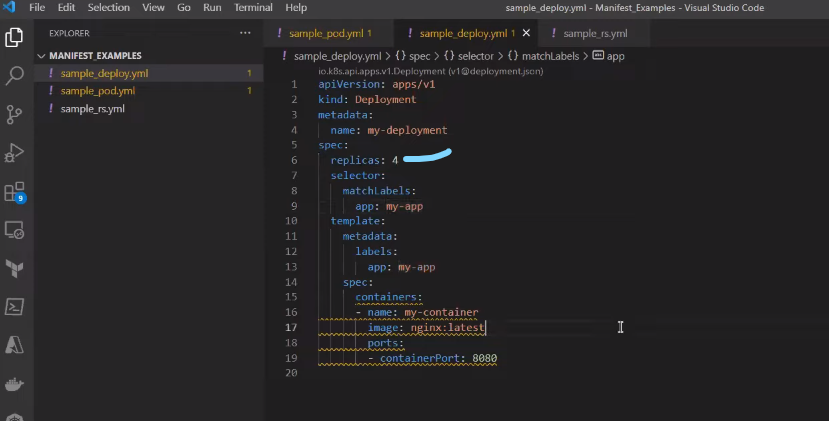 File Edit Selection View Go Run Terminal Help
sample_deploy.yml - Manifest_Examples - Visual Studio Code
EXPLORER ...
MANIFEST_EXAMPLES
! sample_deploy.yml 1
! sample_pod.yml 1
! sample_rs.yml
9
! sample_pod.yml 1 ! sample_deploy.yml 1 × ! sample_rs.yml
! sample_deploy.yml > {} spec > {} selector > {} matchLabels > app
io.k8s.api.apps.v1.Deployment (v1@deployment.json)
1 apiVersion: apps/v1
2 kind: Deployment
3 metadata:
4 name: my-deployment
5 spec:
6 replicas: 4
7 selector:
8 matchLabels:
9 app: my-app
10 template:
11 metadata:
12 labels:
13 app: my-app
14 spec:
15 containers:
16 - name: my-container
17 image: nginx:latest
18 ports:
19 - containerPort: 8080
20